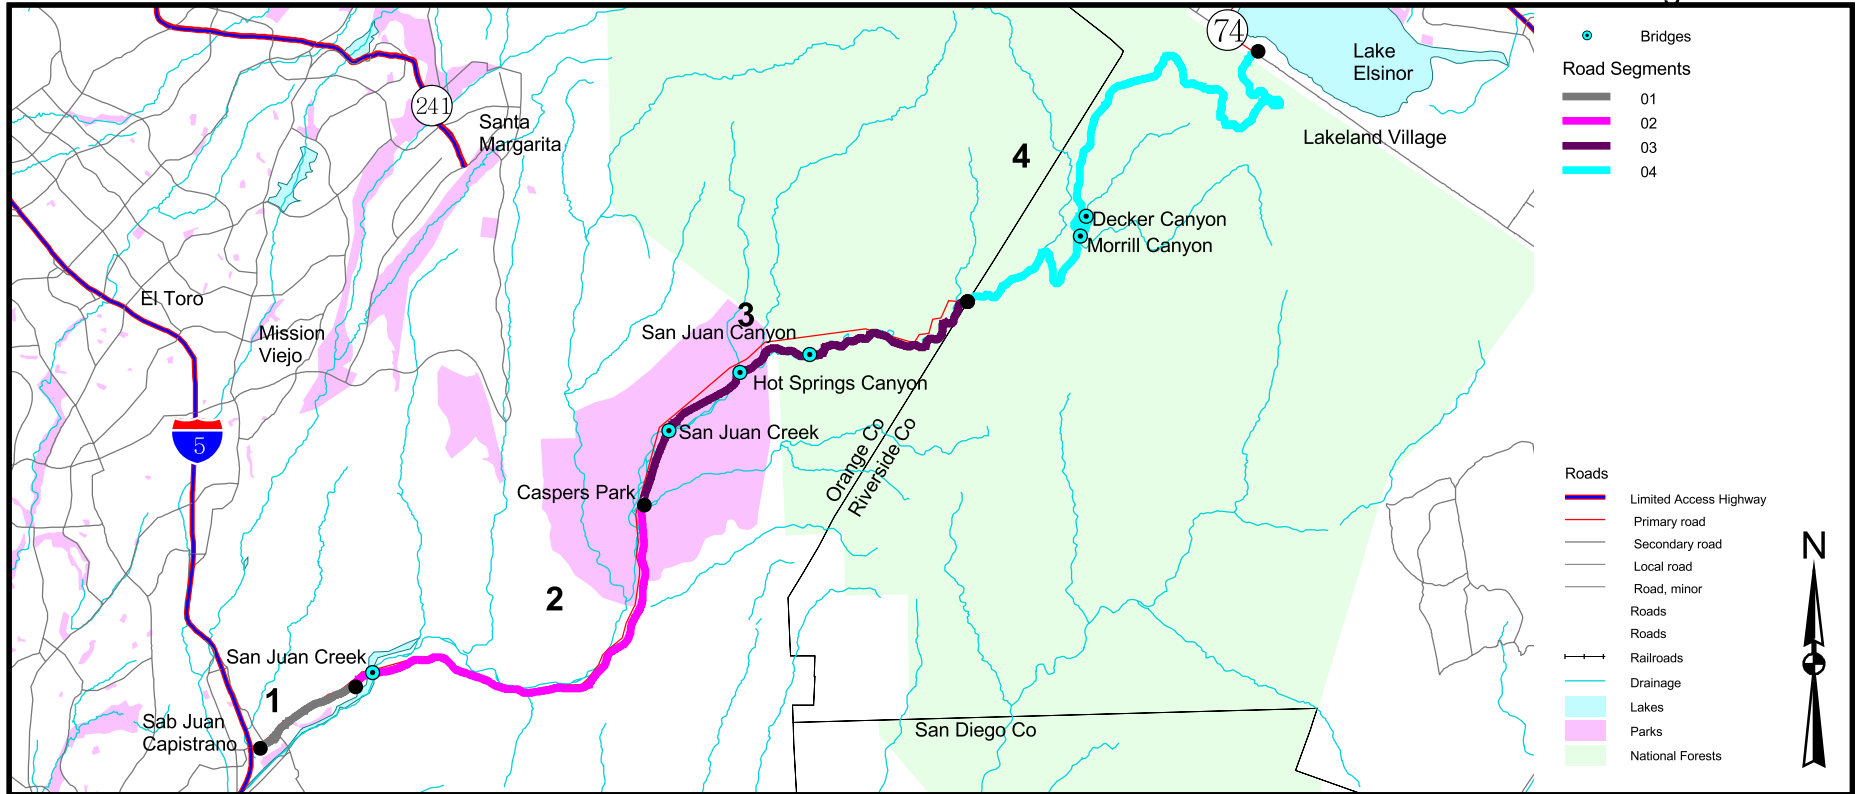 74
Lake
Elsinor
241
Santa
Margarita
Lakeland Village
4
Decker Canyon
Morrill Canyon
El Toro
Mission
Viejo
3
San Juan Canyon
Hot Springs Canyon
5
San Juan Creek
Orange Co
Riverside Co
Caspers Park
2
San Juan Creek
1
Sab Juan
Capistrano
San Diego Co
Bridges
Road Segments
01
02
03
04
Roads
Limited Access Highway
Primary road
Secondary road
Local road
Road, minor
Roads
Roads
Railroads
Drainage
Lakes
Parks
National Forests
N